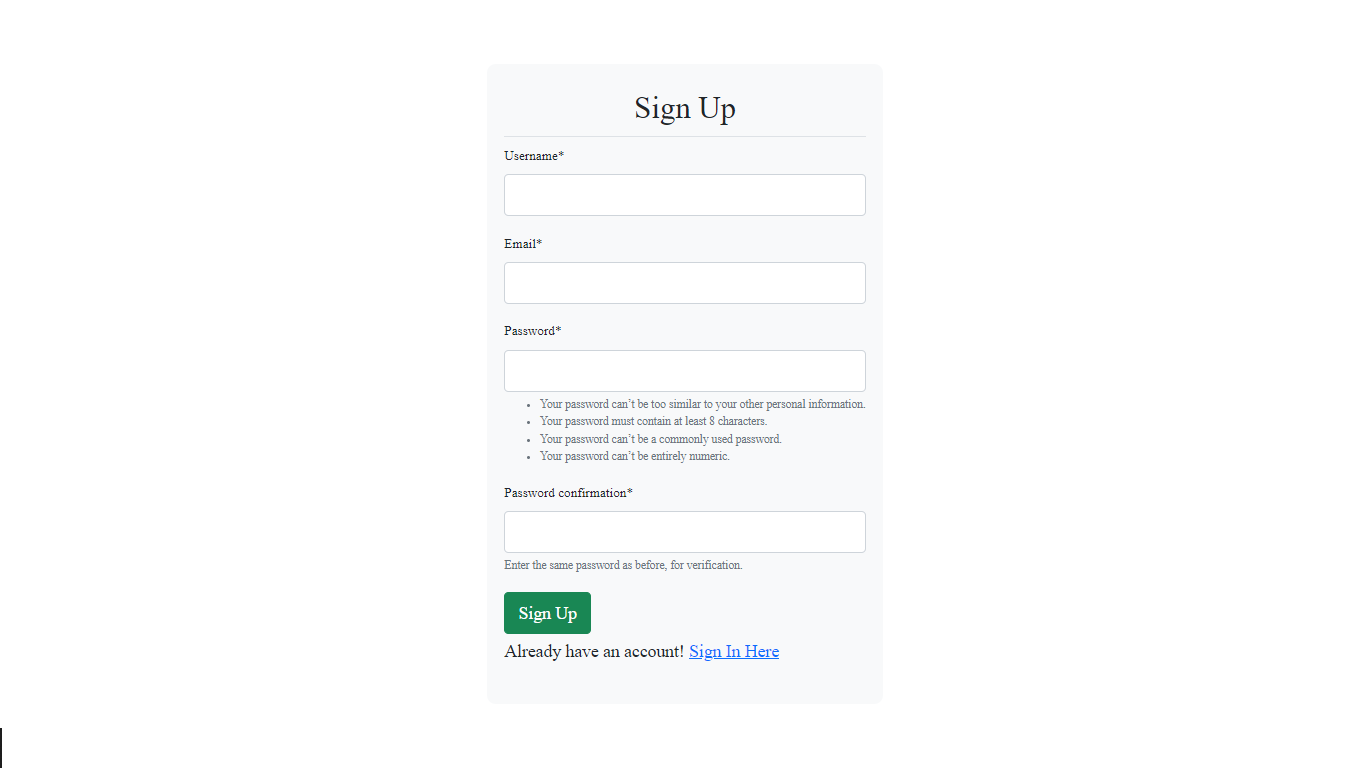 Sign Up
Username*
Email*
Password*
• Your password can’t be too similar to your other personal information.
• Your password must contain at least 8 characters.
• Your password can’t be a commonly used password.
• Your password can’t be entirely numeric.
Password confirmation*
Enter the same password as before, for verification.
Sign Up
Already have an account! Sign In Here